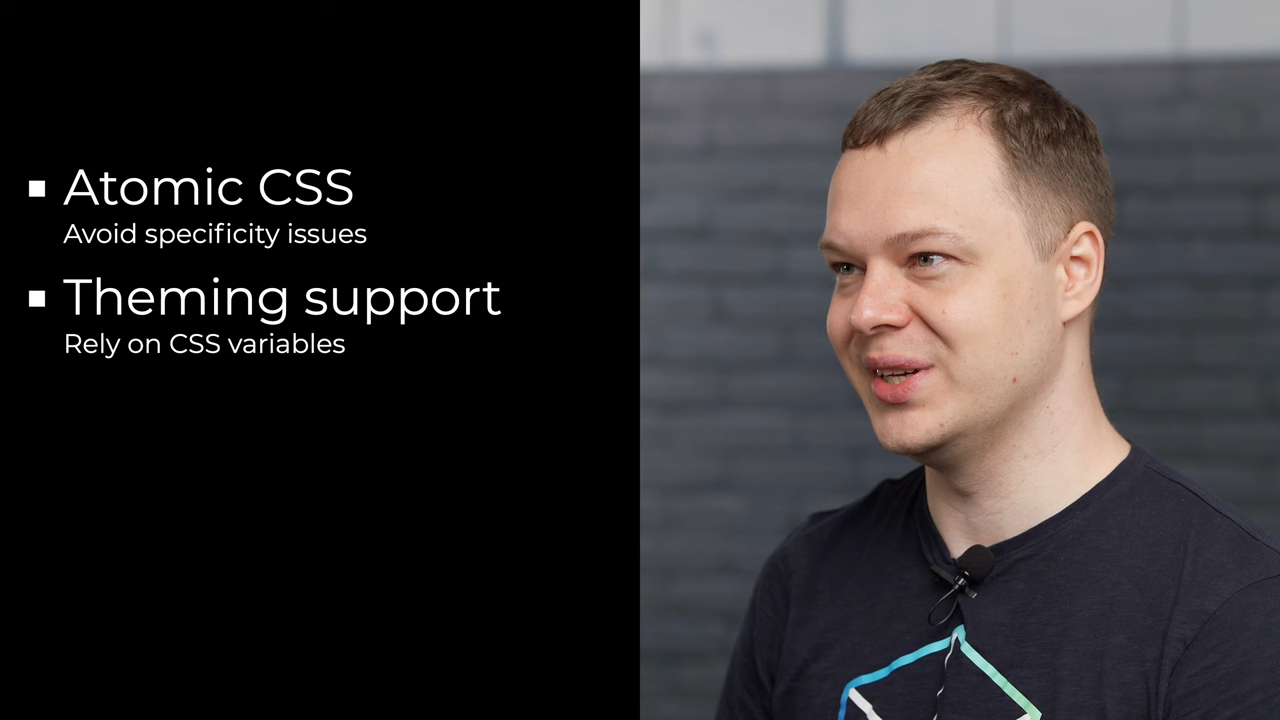 Atomic CSS
Avoid specificity issues
Theming support
Rely on CSS variables